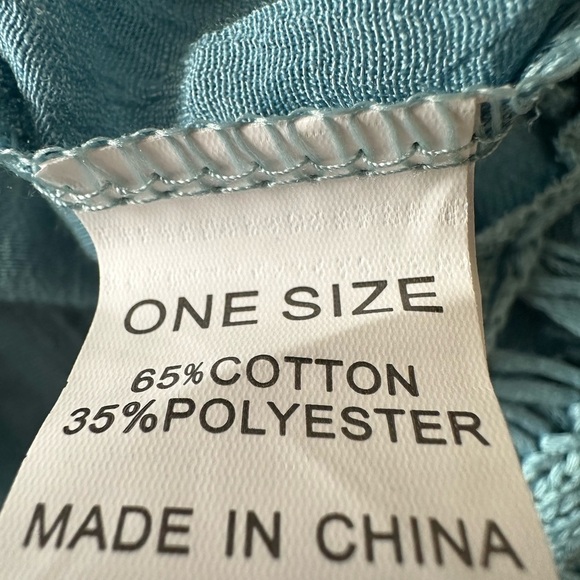 ONE SIZE
65%COTTON
35%POLYESTER
MADE IN CHINA